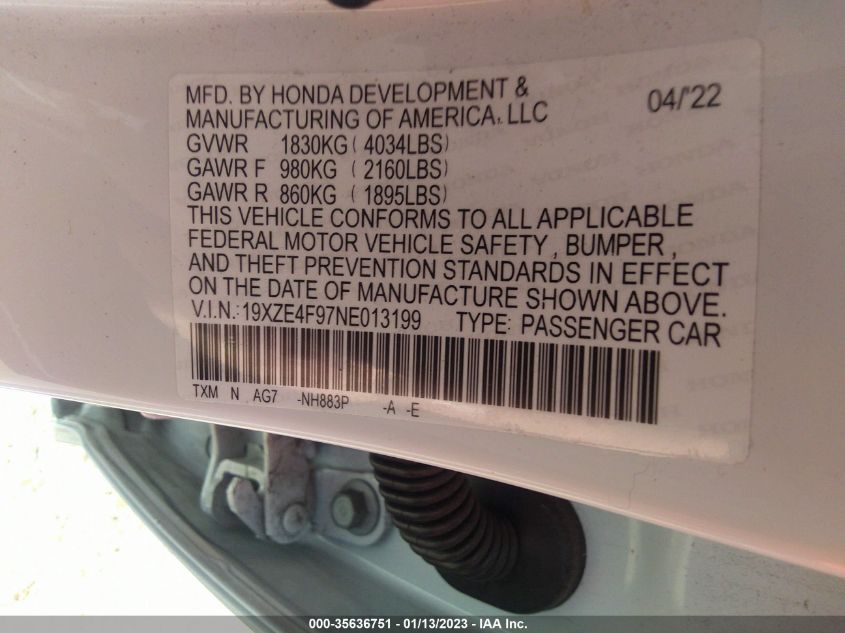 MFD. BY HONDA DEVELOPMENT & 04/'22
MANUFACTURING OF AMERICA, LLC
GVWR 1830KG ( 4034LBS)
GAWR F 980KG ( 2160LBS)
GAWR R 860KG ( 1895LBS)
THIS VEHICLE CONFORMS TO ALL APPLICABLE
FEDERAL MOTOR VEHICLE SAFETY , BUMPER ,
AND THEFT PREVENTION STANDARDS IN EFFECT
ON THE DATE OF MANUFACTURE SHOWN ABOVE.
V.I.N.:19XZE4F97NE013199 TYPE: PASSENGER CAR
TXM N AG7 -NH883P -A -E
000-35636751 — 01/13/2023 — IAA Inc.